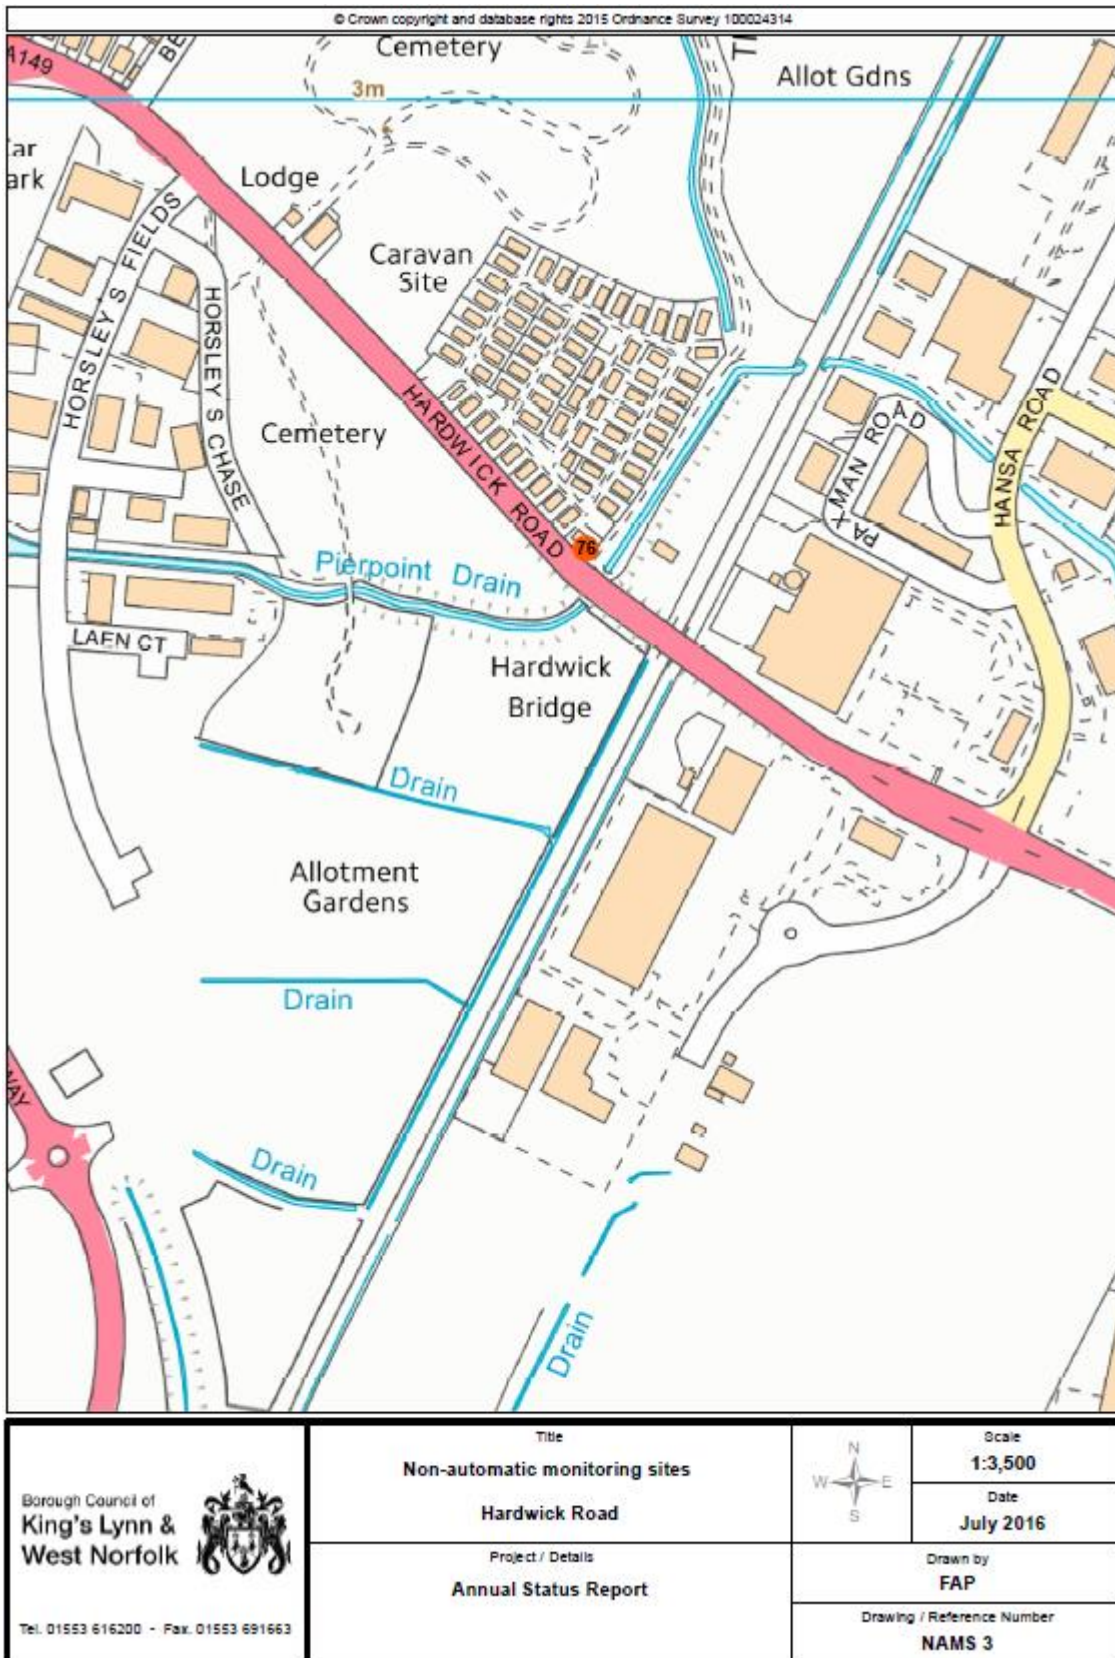 © Crown copyright and database rights 2015 Ordnance Survey 100024314
A149
BE
Cemetery
3m
Allot Gdns
ar
ark
Lodge
HORSLEY'S FIELDS
Caravan
Site
HORSLEY S CHASE
Cemetery
HARDWICK ROAD
PAXMAN ROAD
HANSA ROAD
76
Pierpoint Drain
LAEN CT
Hardwick
Bridge
Drain
Allotment
Gardens
Drain
WAY
Drain
Drain
Borough Council of
King's Lynn &
West Norfolk
Tel. 01553 616200 - Fax. 01553 691663
Title
Non-automatic monitoring sites
Hardwick Road
Project / Details
Annual Status Report
N
W E
S
Scale
1:3,500
Date
July 2016
Drawn by
FAP
Drawing / Reference Number
NAMS 3